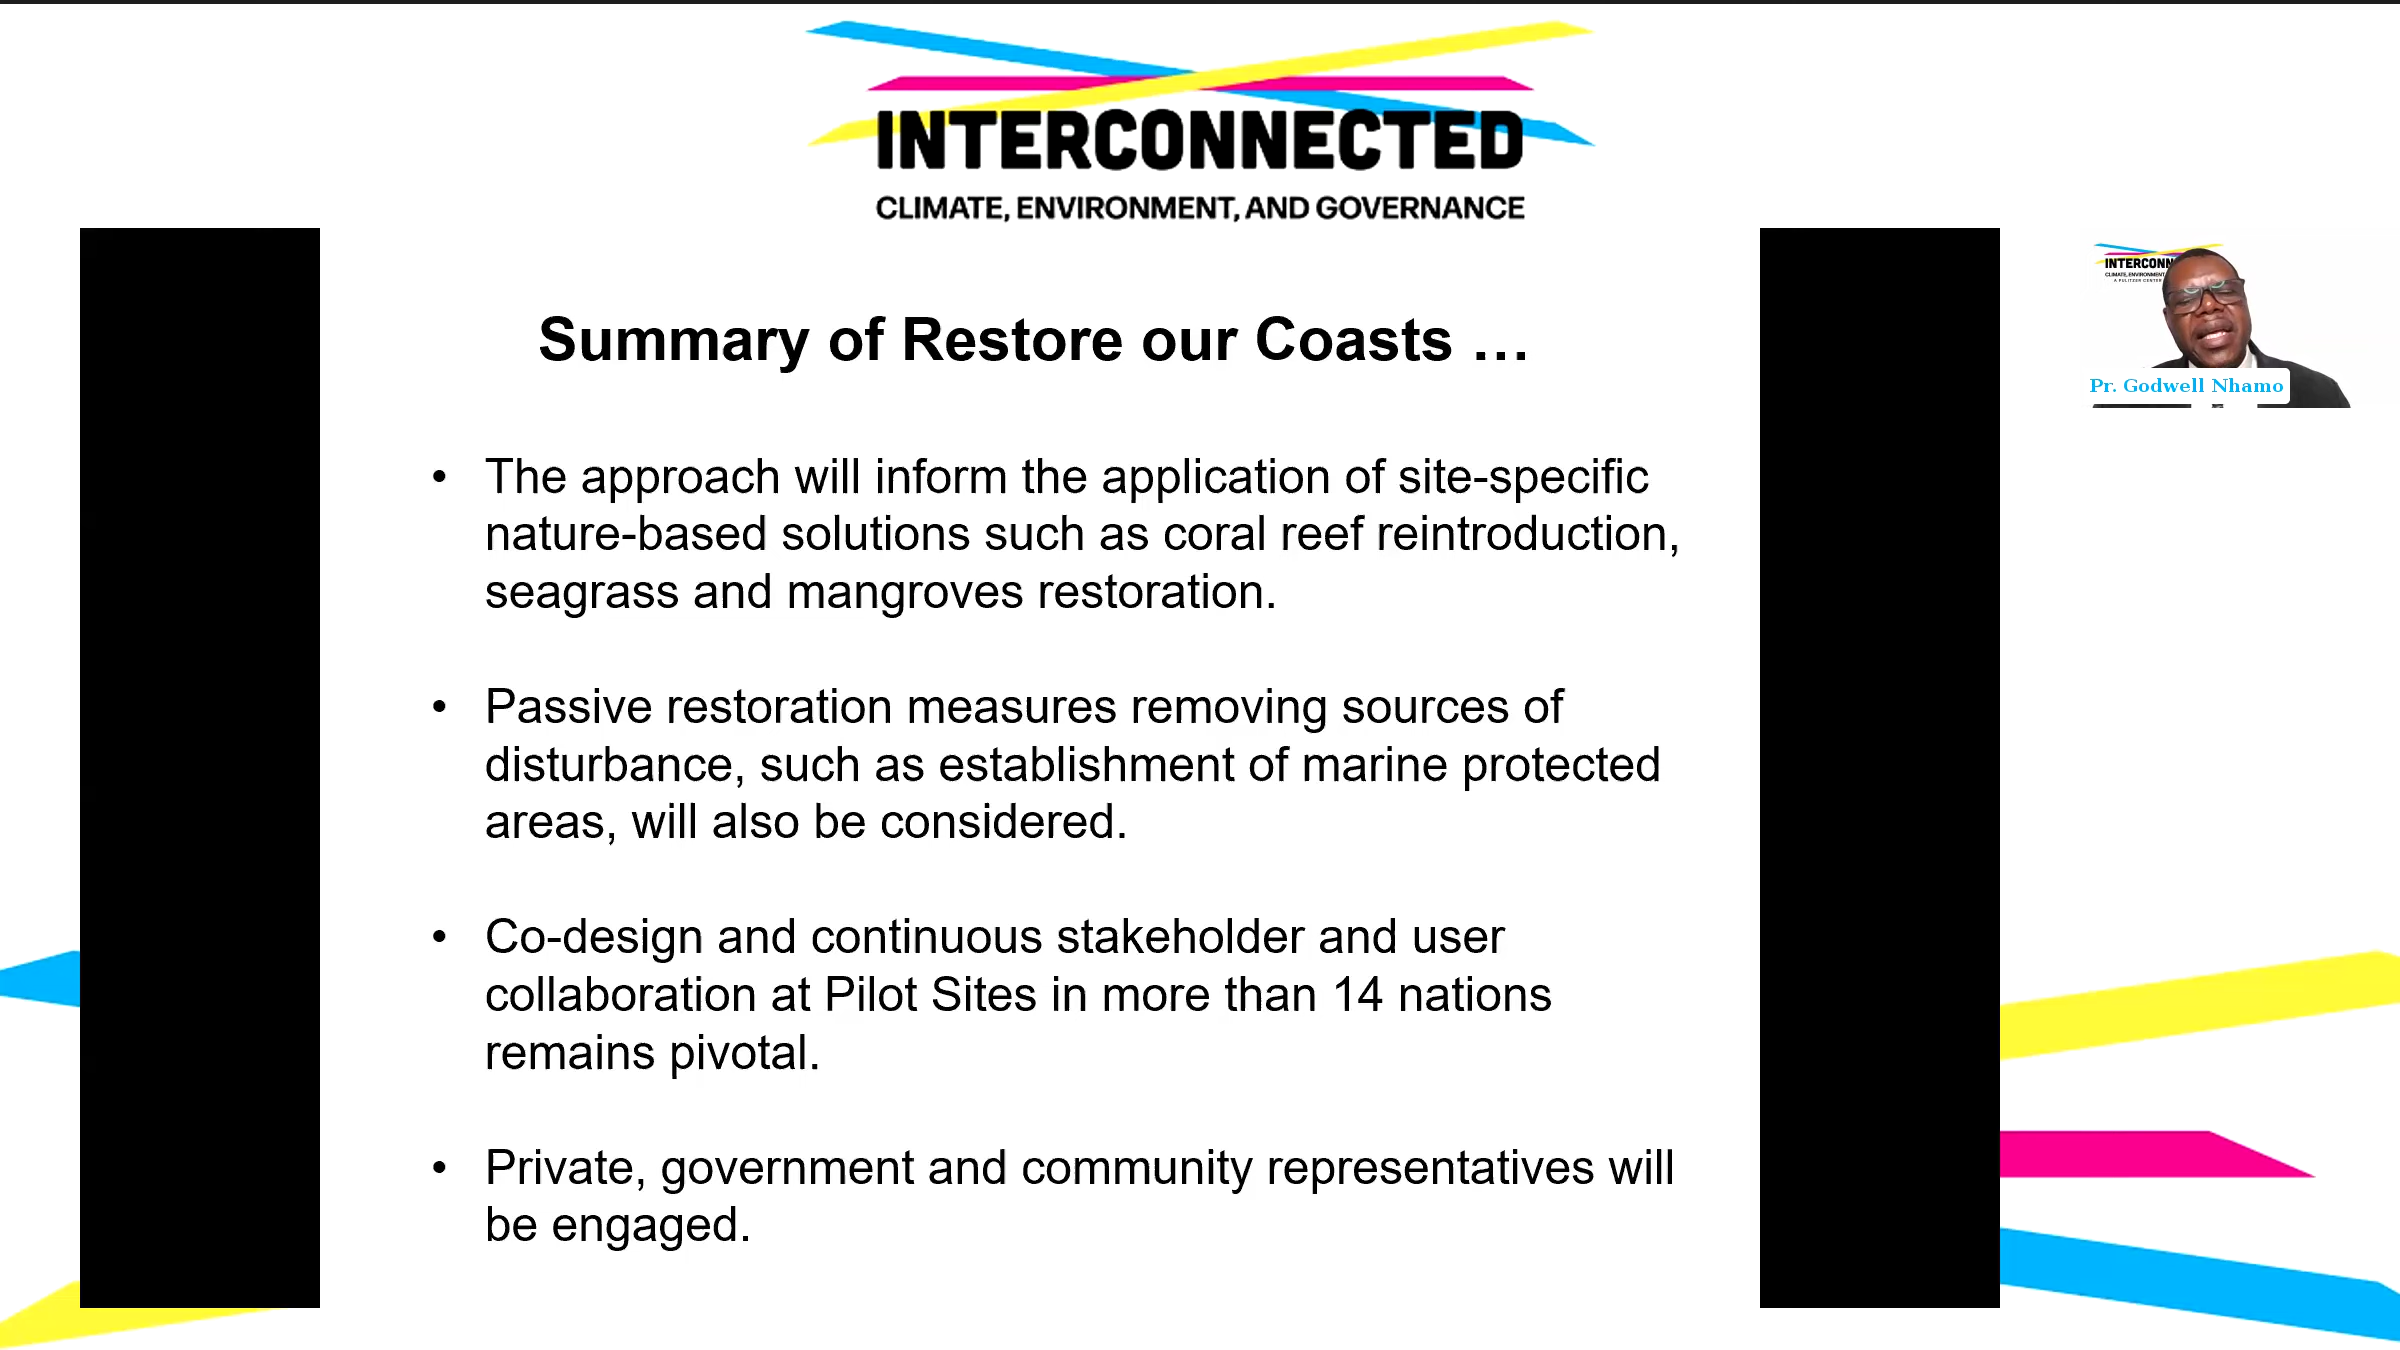 INTERCONNECTED
CLIMATE, ENVIRONMENT, AND GOVERNANCE
Summary of Restore our Coasts …
• The approach will inform the application of site-specific
nature-based solutions such as coral reef reintroduction,
seagrass and mangroves restoration.
• Passive restoration measures removing sources of
disturbance, such as establishment of marine protected
areas, will also be considered.
• Co-design and continuous stakeholder and user
collaboration at Pilot Sites in more than 14 nations
remains pivotal.
• Private, government and community representatives will
be engaged.
INTERCONN
CLIMATE, ENVIRONMENT,
A PULITZER CENTER
Pr. Godwell Nhamo